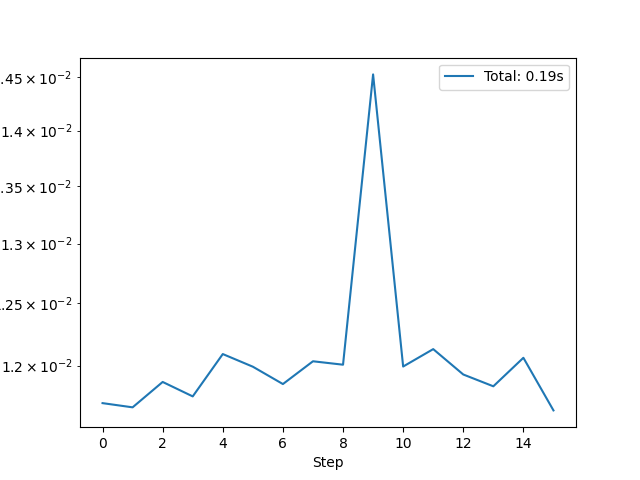 Total: 0.19s
.45 × 10⁻²
1.4 × 10⁻²
.35 × 10⁻²
1.3 × 10⁻²
.25 × 10⁻²
1.2 × 10⁻²
0 2 4 6 8 10 12 14
Step